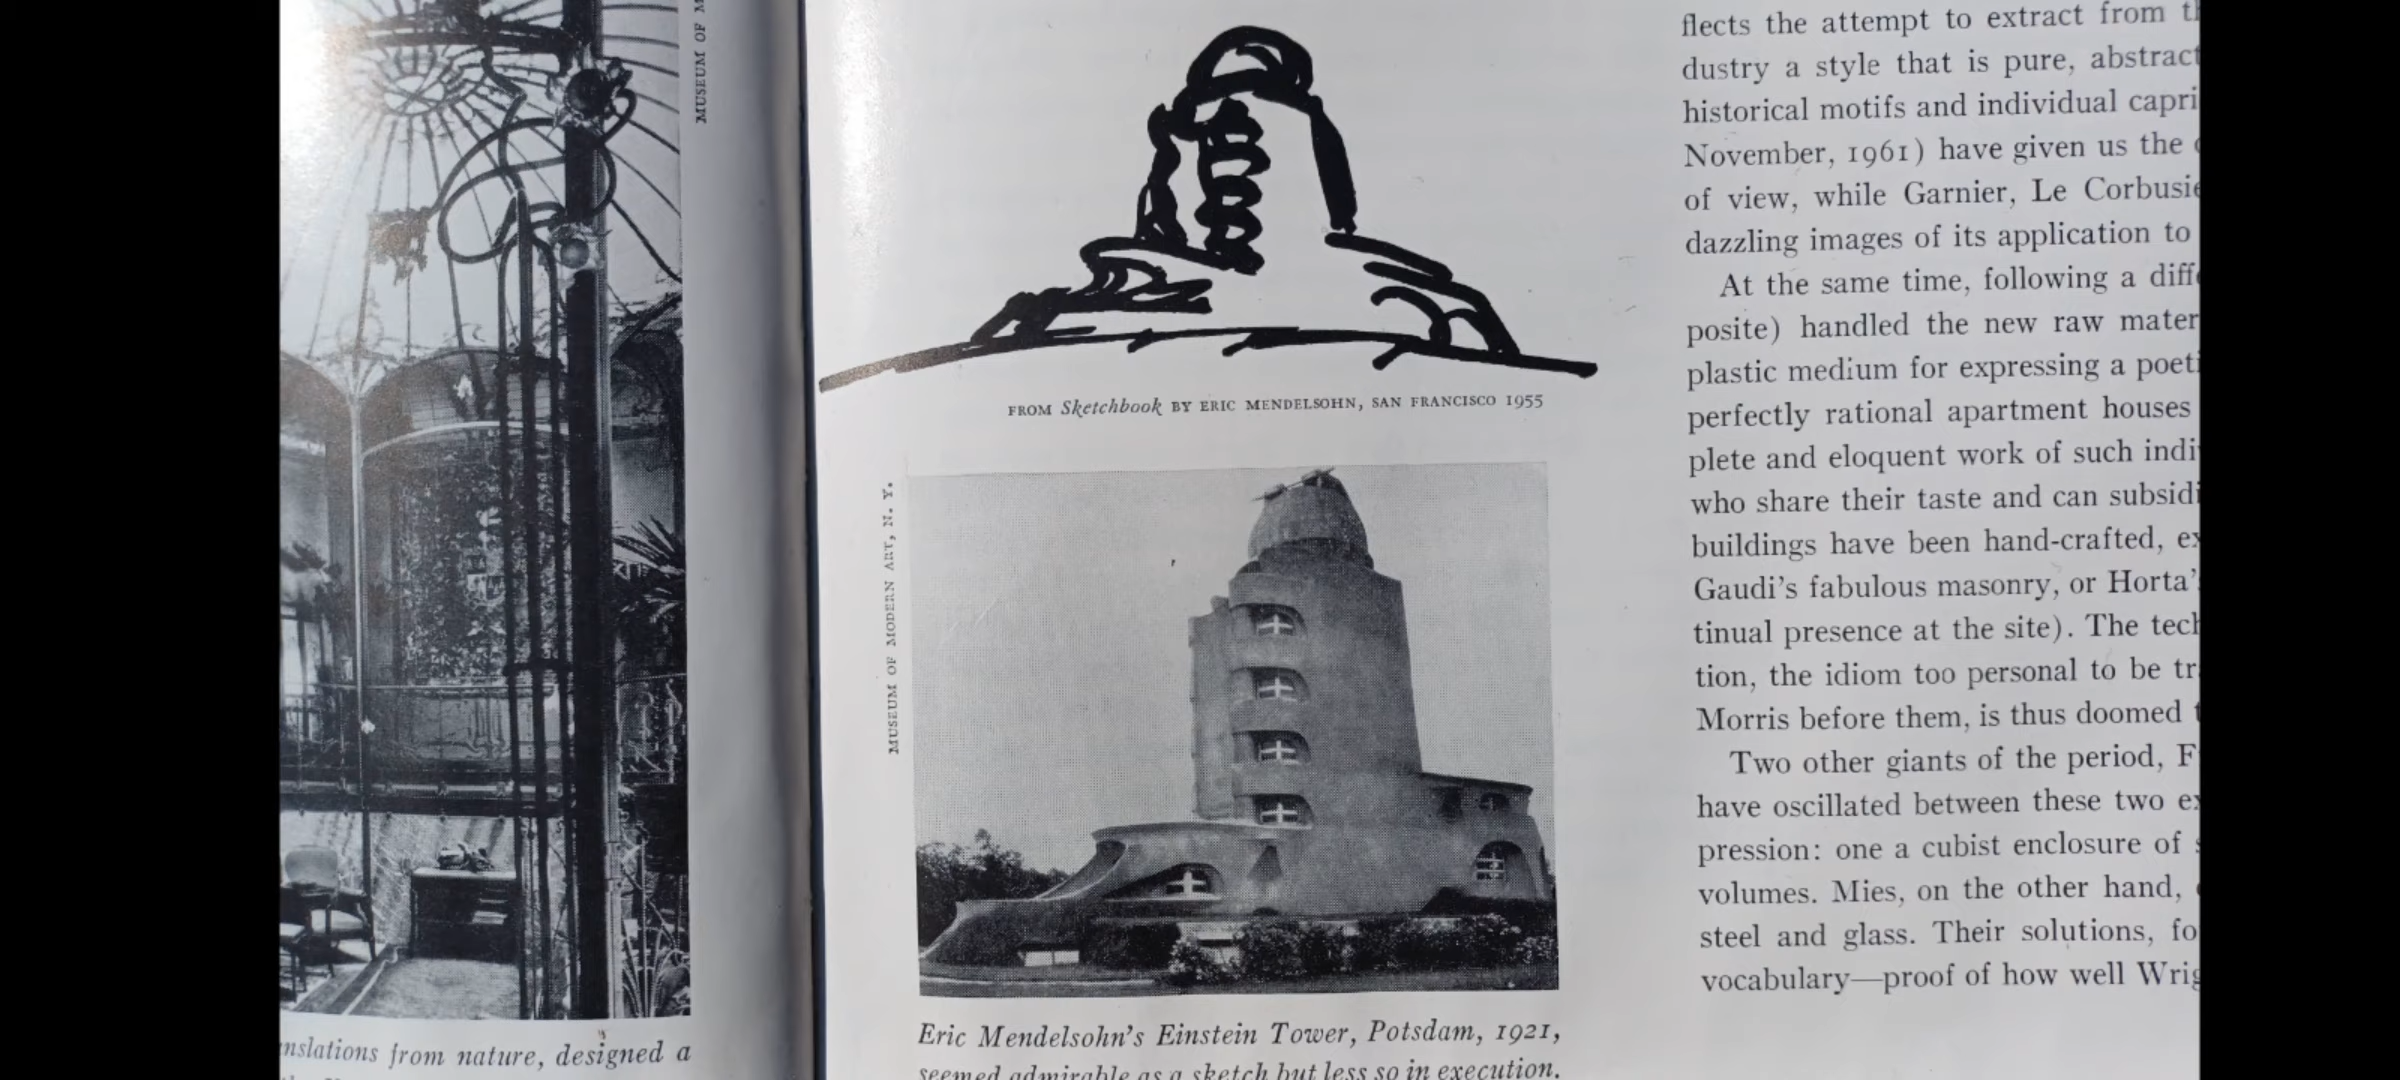 MUSEUM OF
nslations from nature, designed a
FROM Sketchbook BY ERIC MENDELSOHN, SAN FRANCISCO 1955
MUSEUM OF MODERN ART, N. Y.
Eric Mendelsohn's Einstein Tower, Potsdam, 1921,
seemed admirable as a sketch but less so in execution.
flects the attempt to extract from
dustry a style that is pure, abstract
historical motifs and individual capri
November, 1961) have given us the
of view, while Garnier, Le Corbusie
dazzling images of its application to
At the same time, following a diff
posite) handled the new raw mater
plastic medium for expressing a poeti
perfectly rational apartment houses
plete and eloquent work of such indi
who share their taste and can subsidi
buildings have been hand-crafted, ex
Gaudi's fabulous masonry, or Horta'
tinual presence at the site). The tech
tion, the idiom too personal to be tr
Morris before them, is thus doomed
Two other giants of the period, F
have oscillated between these two ex
pression: one a cubist enclosure of
volumes. Mies, on the other hand,
steel and glass. Their solutions, fo
vocabulary—proof of how well Wrig